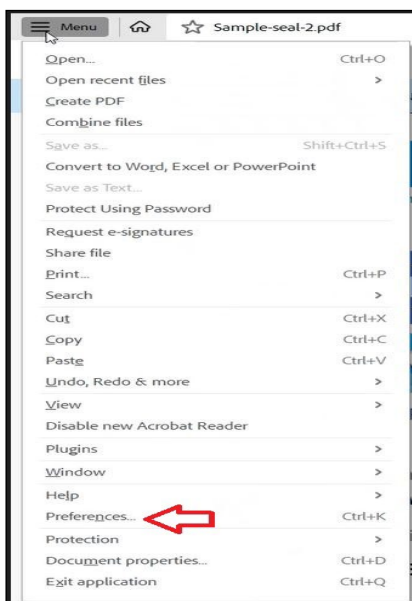 Menu Sample-seal-2.pdf
Open... Ctrl+O
Open recent files >
Create PDF
Combine files
Save as... Shift+Ctrl+S
Convert to Word, Excel or PowerPoint
Save as Text...
Protect Using Password
Request e-signatures
Share file
Print... Ctrl+P
Search >
Cut Ctrl+X
Copy Ctrl+C
Paste Ctrl+V
Undo, Redo & more >
View >
Disable new Acrobat Reader
Plugins >
Window >
Help >
Preferences... Ctrl+K
Protection >
Document properties... Ctrl+D
Exit application Ctrl+Q